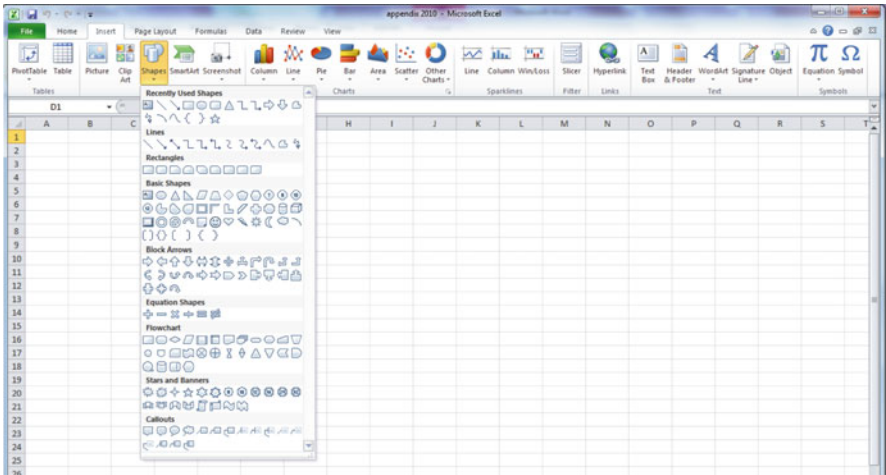 appendix 2010 - Microsoft Excel
File Home Insert Page Layout Formulas Data Review View
PivotTable Table Picture Clip Art Shapes SmartArt Screenshot Column Line Pie Bar Area Scatter Other Charts Line Column Win/Loss Slicer Hyperlink Text Box Header & Footer WordArt Signature Line Object Equation Symbol
Tables Charts Sparklines Filter Links Text Symbols
D1
A B C H I J K L M N O P Q R S T
Recently Used Shapes
Lines
Rectangles
Basic Shapes
Block Arrows
Equation Shapes
Flowchart
Stars and Banners
Callouts
1
2
3
4
5
6
7
8
9
10
11
12
13
14
15
16
17
18
19
20
21
22
23
24
25
26